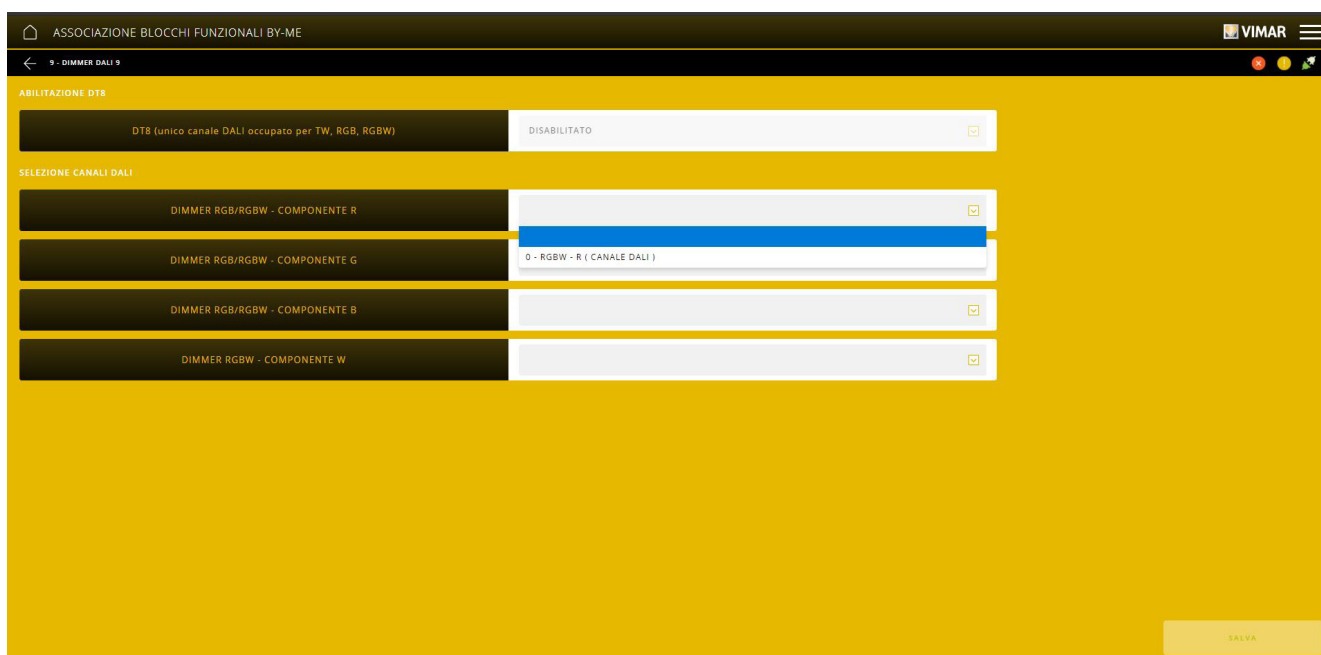 ASSOCIAZIONE BLOCCHI FUNZIONALI BY-ME
VIMAR
9 - DIMMER DALI 9
ABILITAZIONE DT8
DT8 (unico canale DALI occupato per TW, RGB, RGBW)
DISABILITATO
SELEZIONE CANALI DALI
DIMMER RGB/RGBW - COMPONENTE R
DIMMER RGB/RGBW - COMPONENTE G
0 - RGBW - R ( CANALE DALI )
DIMMER RGB/RGBW - COMPONENTE B
DIMMER RGBW - COMPONENTE W
SALVA